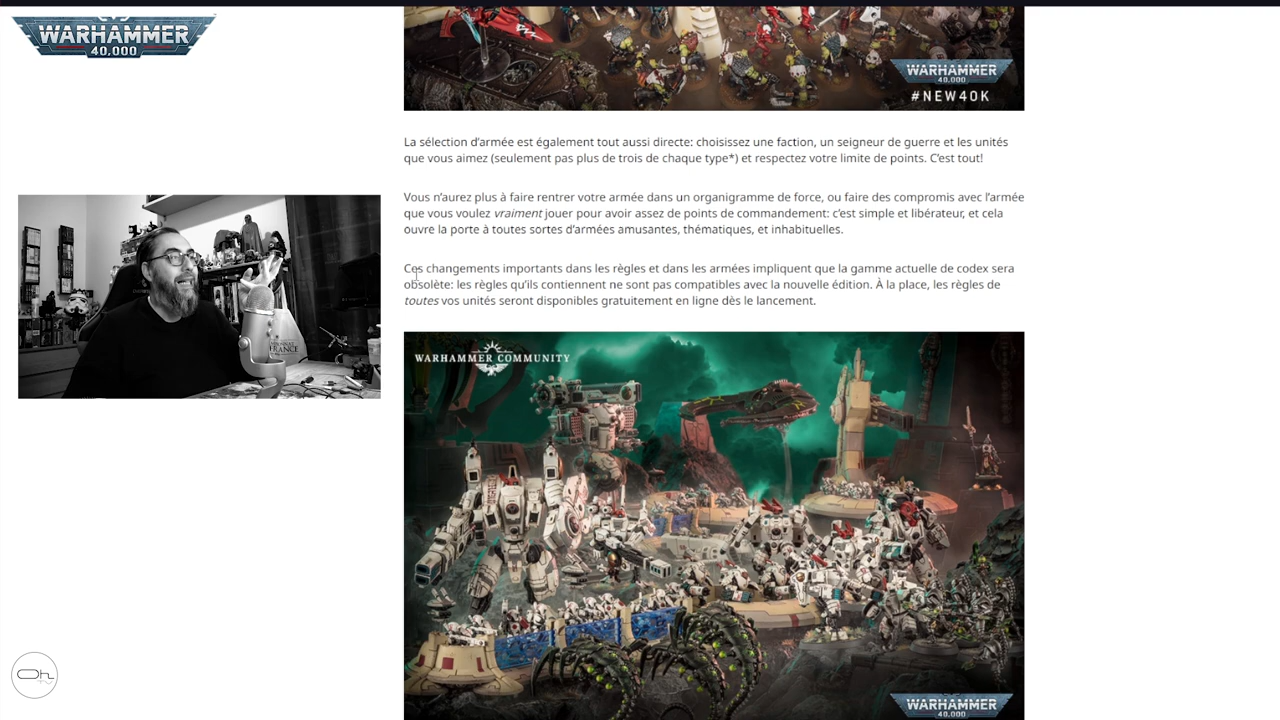 WARHAMMER
40,000
WARHAMMER
40,000
#NEW40K
La sélection d'armée est également tout aussi directe: choisissez une faction, un seigneur de guerre et les unités
que vous aimez (seulement pas plus de trois de chaque type*) et respectez votre limite de points. C'est tout!
Vous n'aurez plus à faire rentrer votre armée dans un organigramme de force, ou faire des compromis avec l'armée
que vous voulez vraiment jouer pour avoir assez de points de commandement: c'est simple et libérateur, et cela
ouvre la porte à toutes sortes d'armées amusantes, thématiques, et inhabituelles.
Ces changements importants dans les règles et dans les armées impliquent que la gamme actuelle de codex sera
obsolète: les règles qu'ils contiennent ne sont pas compatibles avec la nouvelle édition. À la place, les règles de
toutes vos unités seront disponibles gratuitement en ligne dès le lancement.
FRANCE
WARHAMMER COMMUNITY
WARHAMMER
40,000